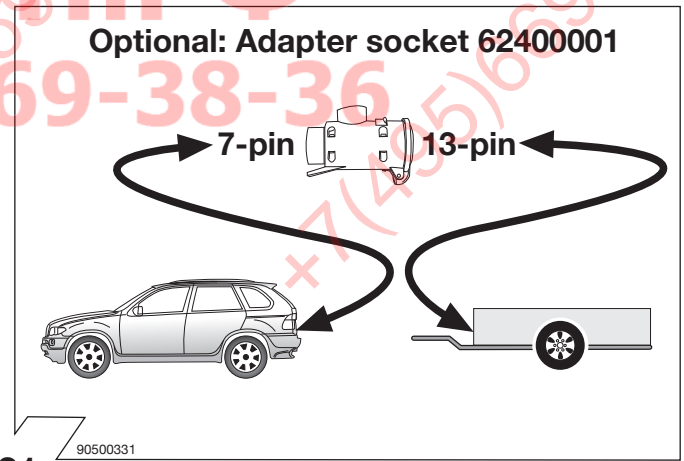 Optional: Adapter socket 62400001
69-38-36
7-pin
13-pin
+7(495)669
90500331